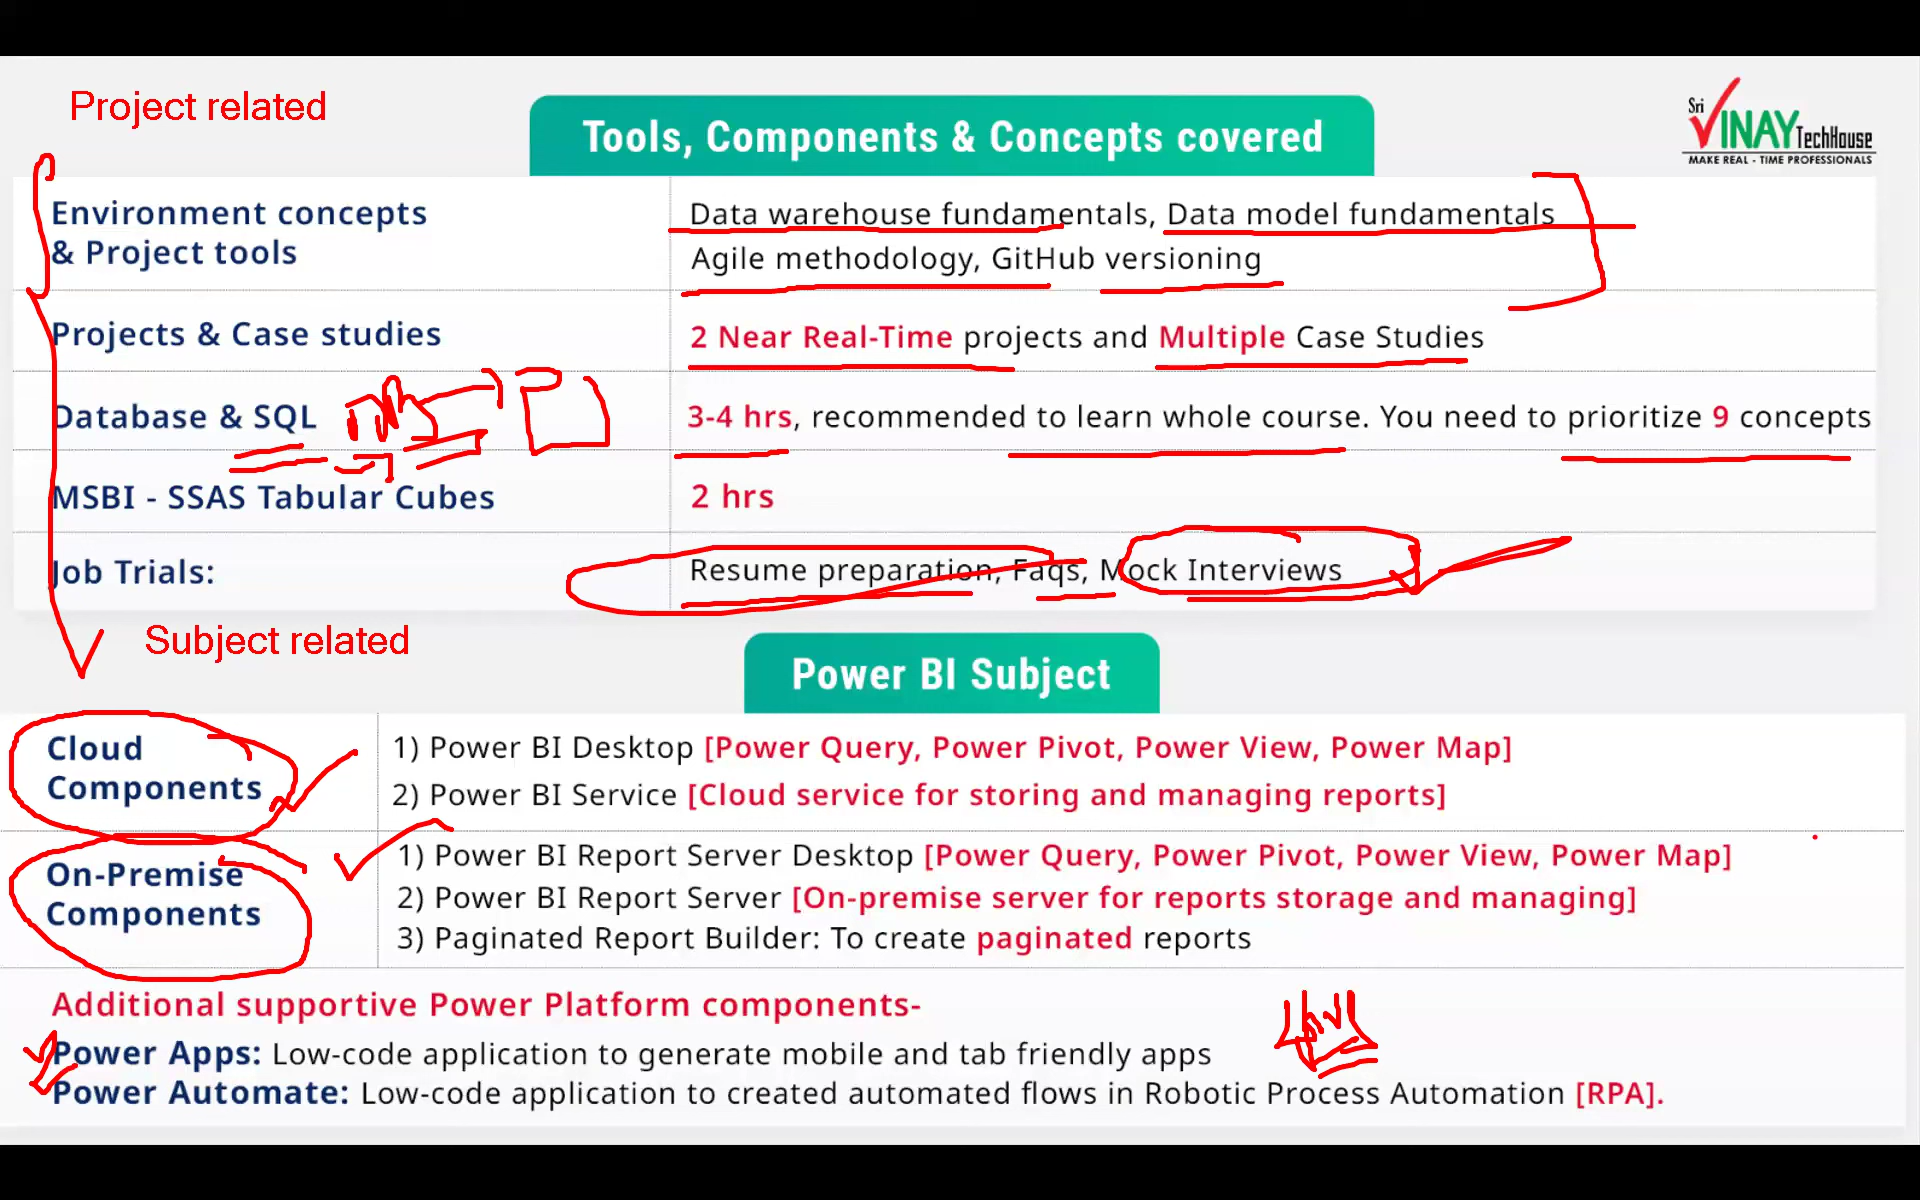 Project related
Sri VINAY TechHouse
MAKE REAL - TIME PROFESSIONALS
Tools, Components & Concepts covered
Environment concepts
& Project tools
Data warehouse fundamentals, Data model fundamentals
Agile methodology, GitHub versioning
Projects & Case studies
2 Near Real-Time projects and Multiple Case Studies
Database & SQL
3-4 hrs, recommended to learn whole course. You need to prioritize 9 concepts
MSBI - SSAS Tabular Cubes
2 hrs
Job Trials:
Resume preparation, Faqs, Mock Interviews
Subject related
Power BI Subject
Cloud
Components
1) Power BI Desktop [Power Query, Power Pivot, Power View, Power Map]
2) Power BI Service [Cloud service for storing and managing reports]
On-Premise
Components
1) Power BI Report Server Desktop [Power Query, Power Pivot, Power View, Power Map]
2) Power BI Report Server [On-premise server for reports storage and managing]
3) Paginated Report Builder: To create paginated reports
Additional supportive Power Platform components-
Power Apps: Low-code application to generate mobile and tab friendly apps
Power Automate: Low-code application to created automated flows in Robotic Process Automation [RPA].